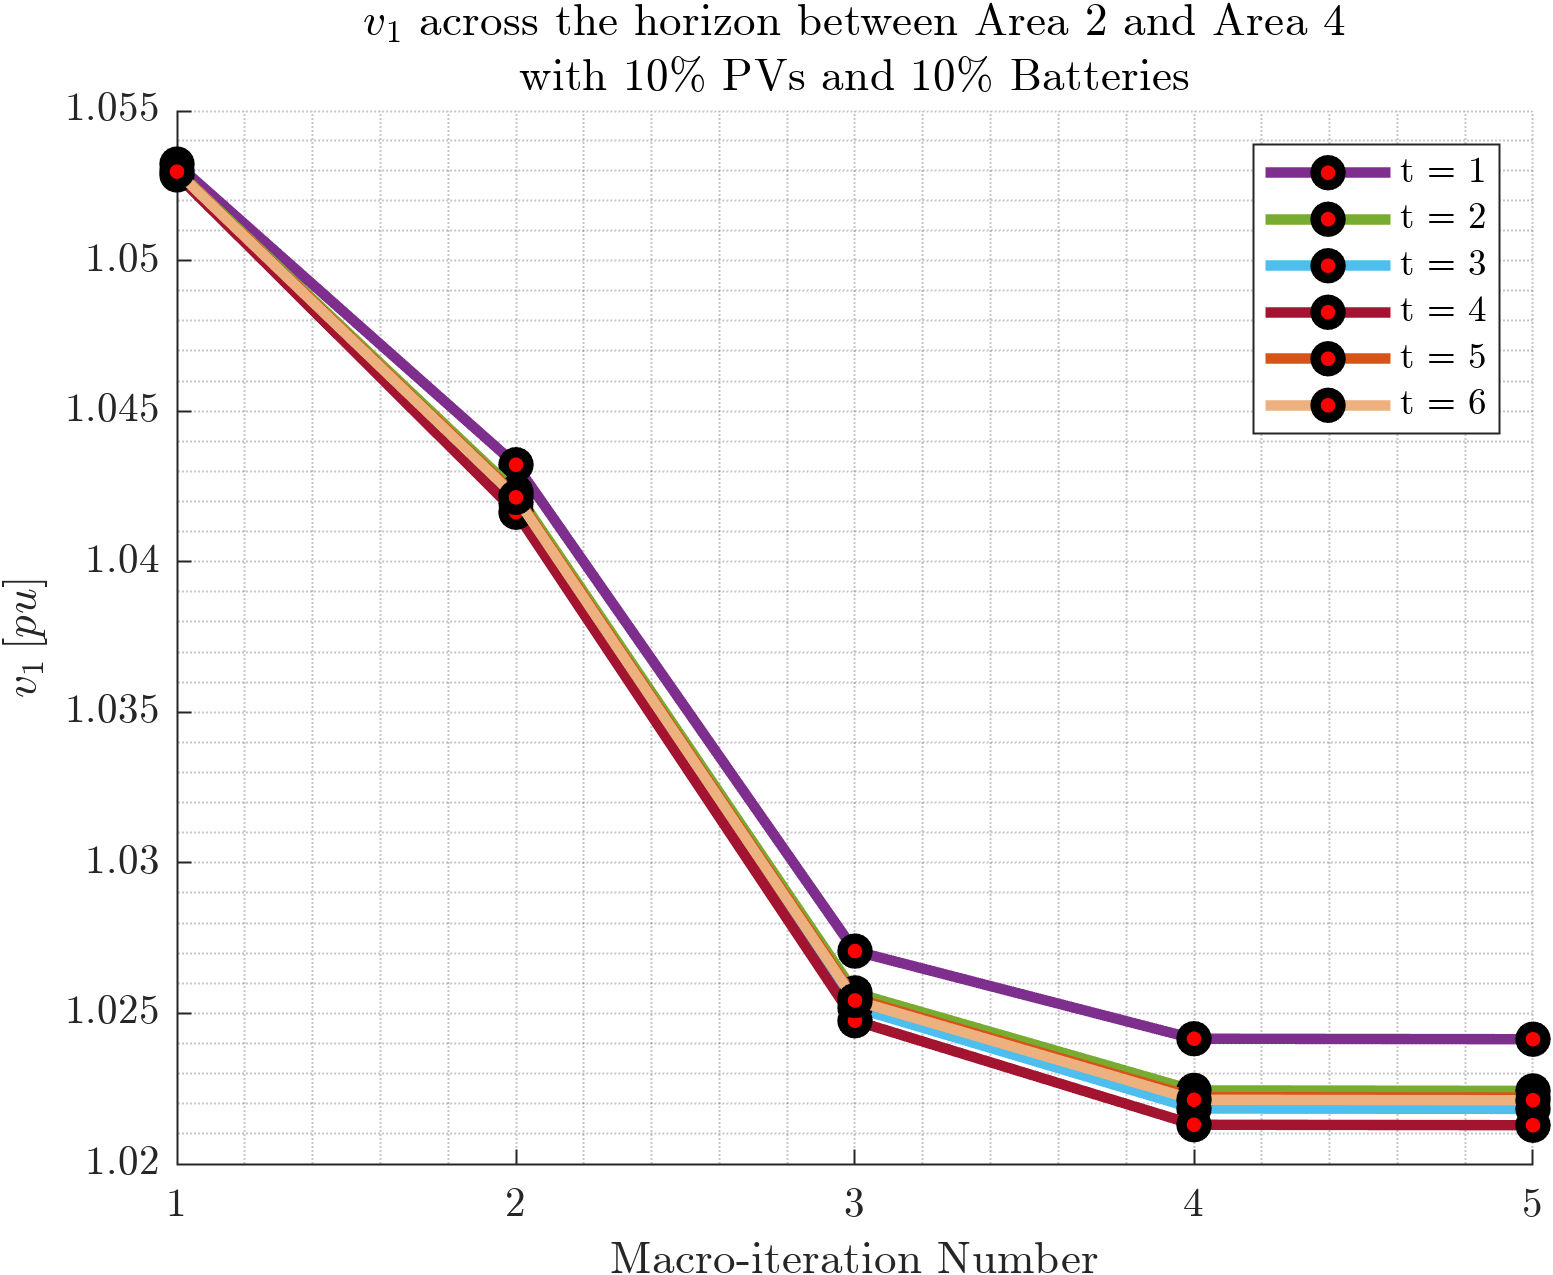 v₁ across the horizon between Area 2 and Area 4
with 10% PVs and 10% Batteries
1.055
1.05
1.045
1.04
1.035
1.03
1.025
1.02
v₁ [pu]
t = 1
t = 2
t = 3
t = 4
t = 5
t = 6
1 2 3 4 5
Macro-iteration Number